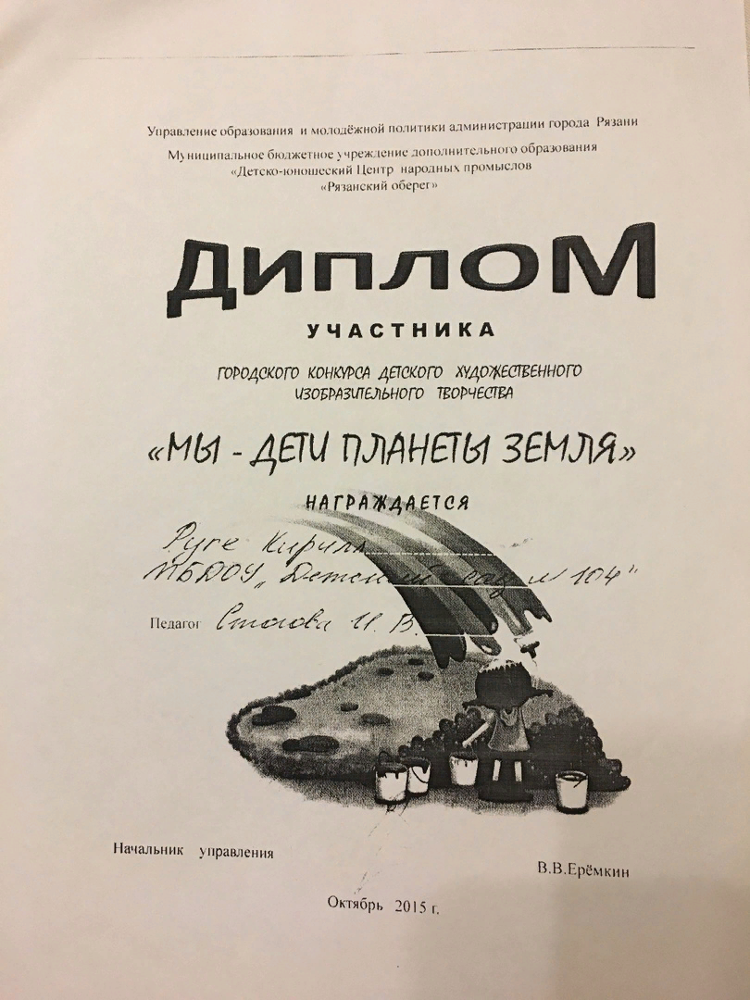 Управление образования и молодёжной политики администрации города Рязани
Муниципальное бюджетное учреждение дополнительного образования
«Детско-юношеский Центр народных промыслов
«Рязанский оберег»
ДИПЛОМ
УЧАСТНИКА
ГОРОДСКОГО КОНКУРСА ДЕТСКОГО ХУДОЖЕСТВЕННОГО
ИЗОБРАЗИТЕЛЬНОГО ТВОРЧЕСТВА
«МЫ - ДЕТИ ПЛАНЕТЫ ЗЕМЛЯ»
НАГРАЖДАЕТСЯ
Руге Кирилл
МБДОУ „Детский сад № 104"
Педагог И. В.
Начальник управления
В.В.Ерёмкин
Октябрь 2015 г.